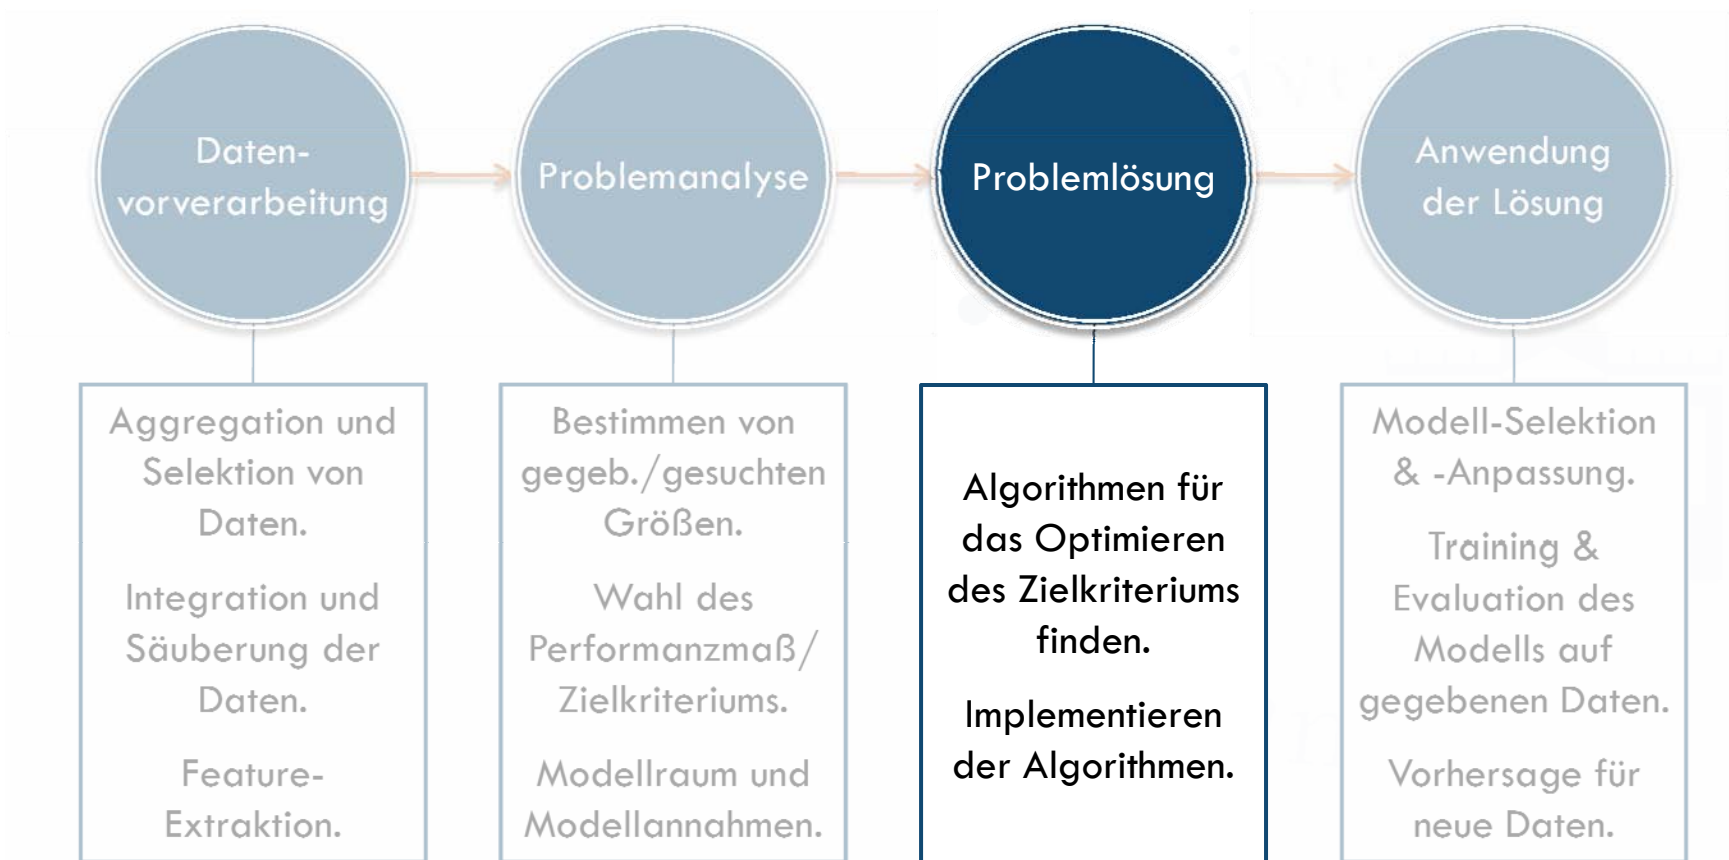 Daten-
vorverarbeitung
Problemanalyse
Problemlösung
Anwendung
der Lösung
Aggregation und
Selektion von
Daten.
Integration und
Säuberung der
Daten.
Feature-
Extraktion.
Bestimmen von
gegeb./gesuchten
Größen.
Wahl des
Performanzmaß/
Zielkriteriums.
Modellraum und
Modellannahmen.
Algorithmen für
das Optimieren
des Zielkriteriums
finden.
Implementieren
der Algorithmen.
Modell-Selektion
& -Anpassung.
Training &
Evaluation des
Modells auf
gegebenen Daten.
Vorhersage für
neue Daten.